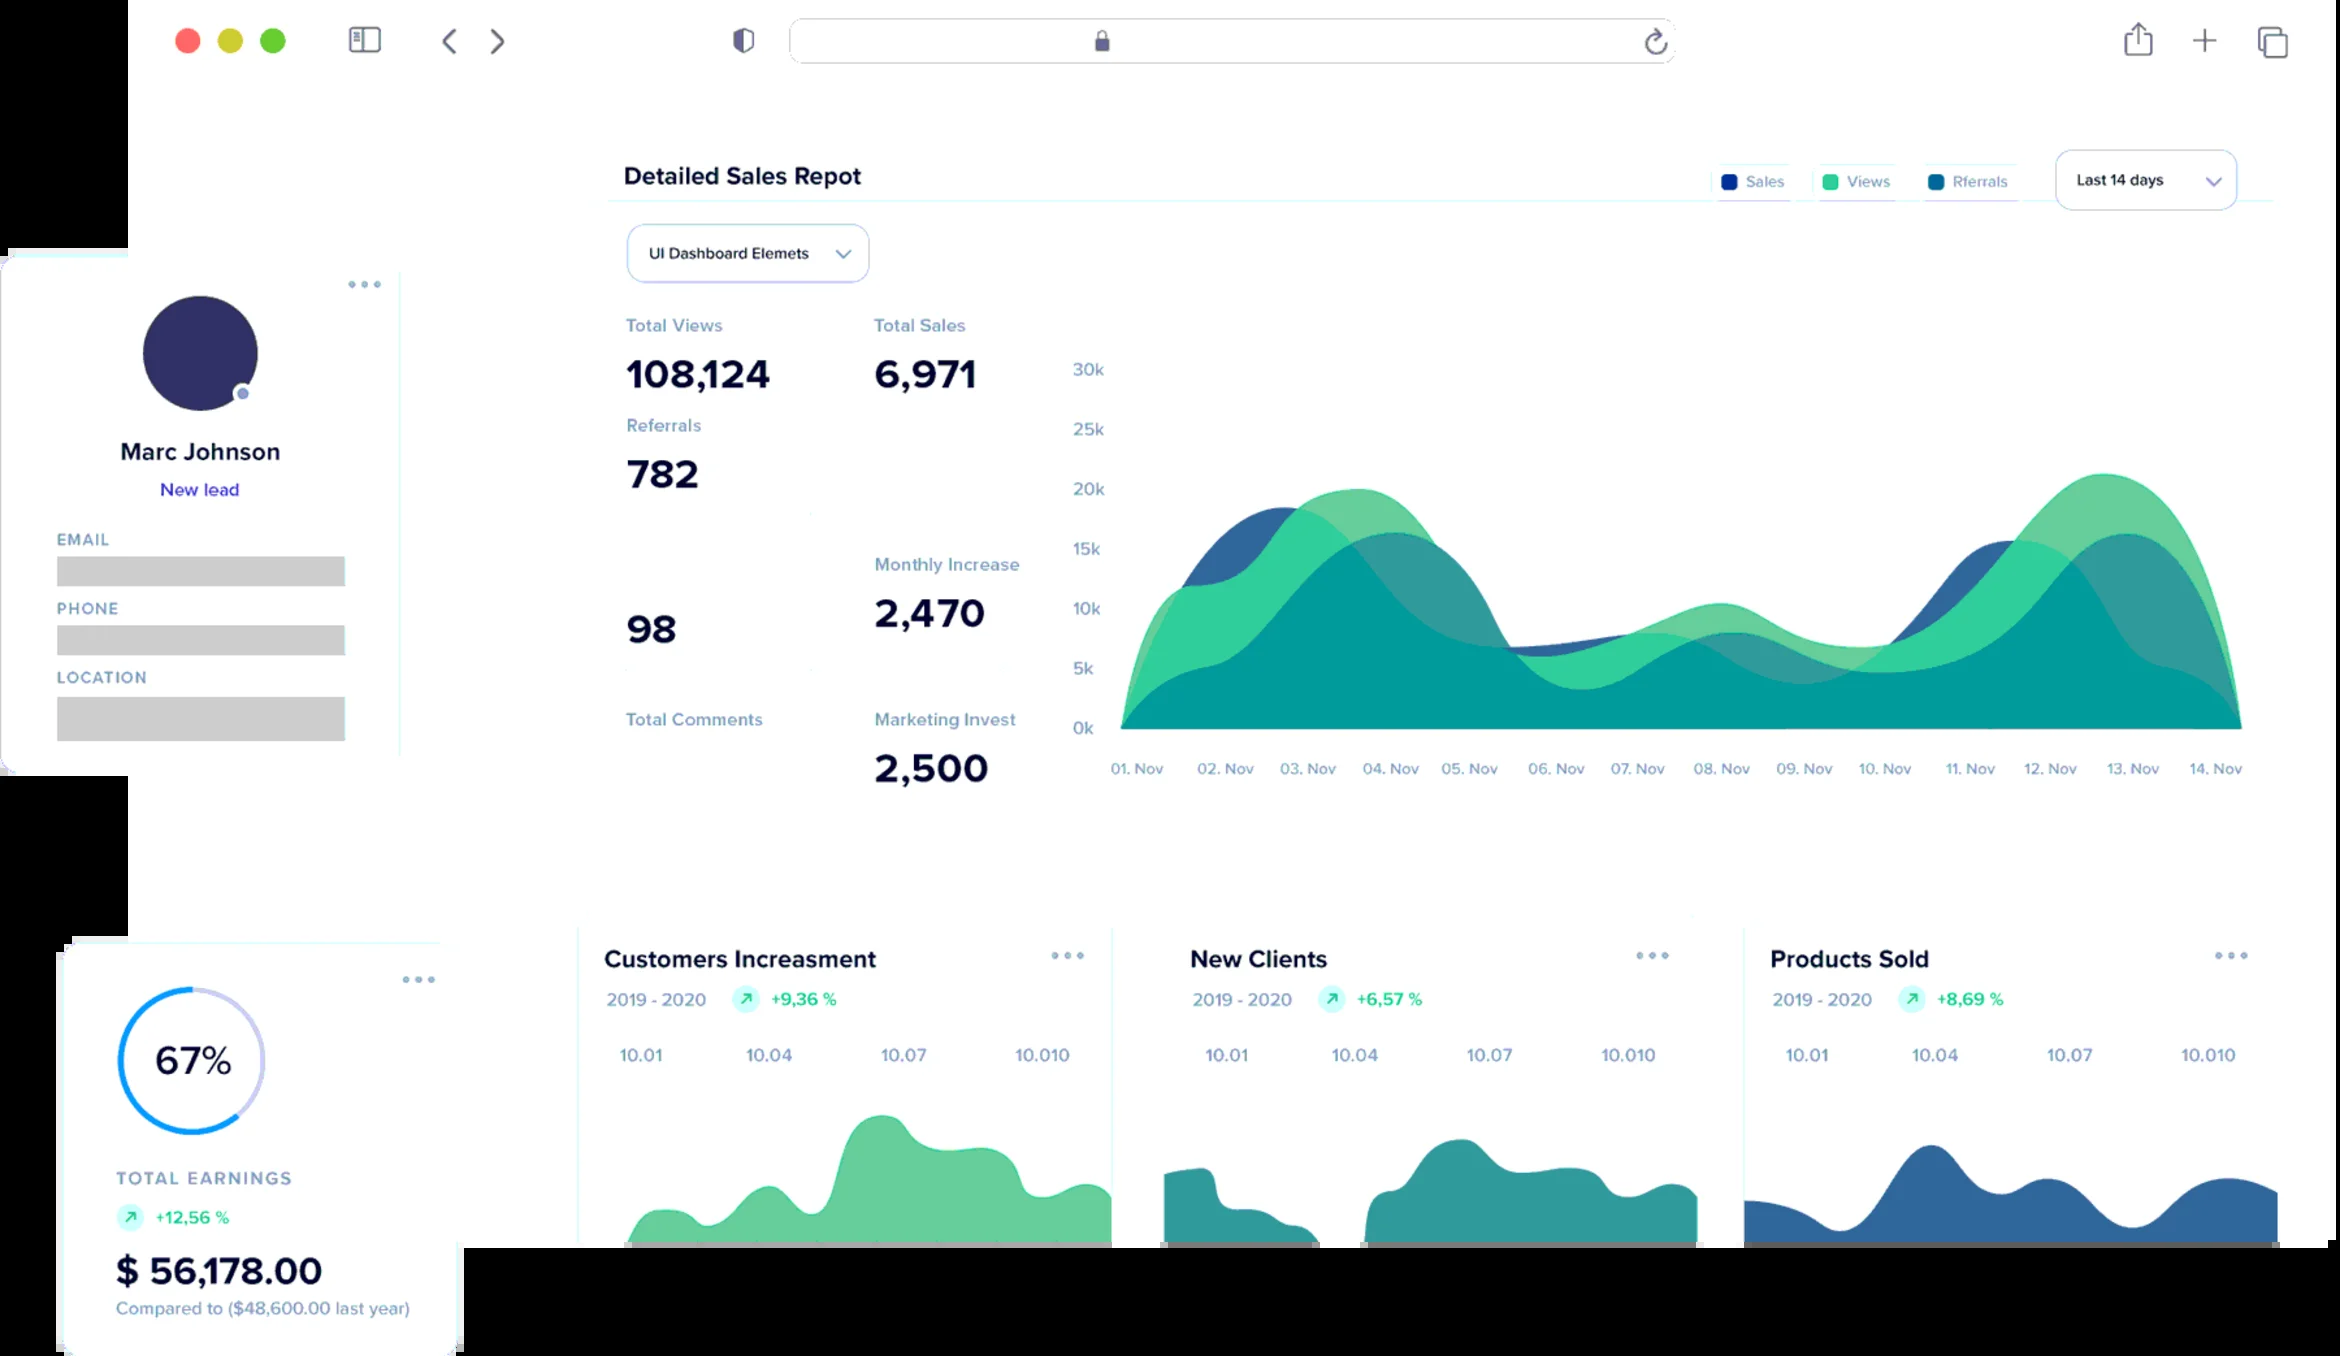 Detailed Sales Repot
Sales
Views
Rferrals
Last 14 days
UI Dashboard Elemets
Total Views
108,124
Total Sales
6,971
Referrals
782
98
Monthly Increase
2,470
Total Comments
Marketing Invest
2,500
30k
25k
20k
15k
10k
5k
0k
01. Nov 02. Nov 03. Nov 04. Nov 05. Nov 06. Nov 07. Nov 08. Nov 09. Nov 10. Nov 11. Nov 12. Nov 13. Nov 14. Nov
Marc Johnson
New lead
EMAIL
PHONE
LOCATION
67%
TOTAL EARNINGS
+12,56 %
$ 56,178.00
Compared to ($48,600.00 last year)
Customers Increasment
2019 - 2020 +9,36 %
10.01 10.04 10.07 10.010
New Clients
2019 - 2020 +6,57 %
10.01 10.04 10.07 10.010
Products Sold
2019 - 2020 +8,69 %
10.01 10.04 10.07 10.010